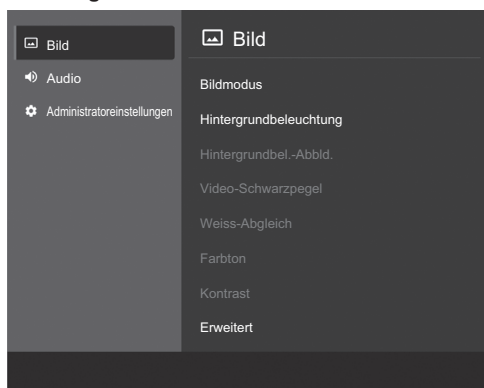 Bild
Audio
Administratoreinstellungen
Bild
Bildmodus
Hintergrundbeleuchtung
Hintergrundbel.-Abbld.
Video-Schwarzpegel
Weiss-Abgleich
Farbton
Kontrast
Erweitert